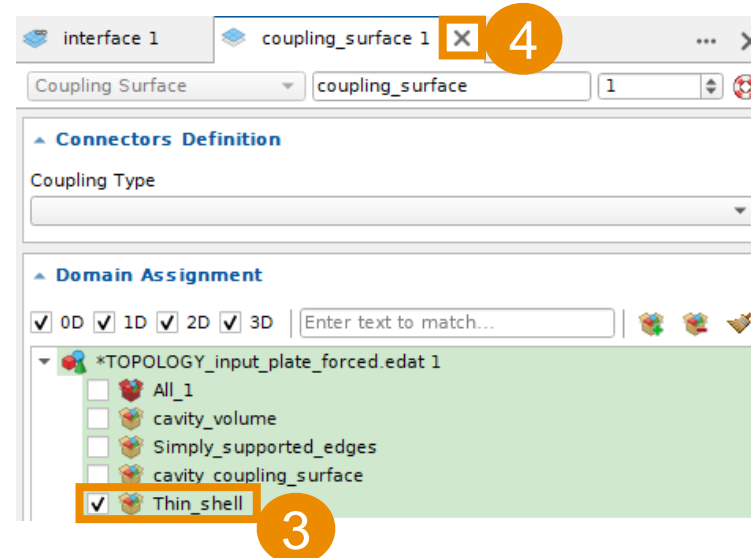 interface 1
coupling_surface 1
4
Coupling Surface
coupling_surface
1
Connectors Definition
Coupling Type
Domain Assignment
0D 1D 2D 3D
Enter text to match...
*TOPOLOGY_input_plate_forced.edat 1
All_1
cavity_volume
Simply_supported_edges
cavity_coupling_surface
Thin_shell
3